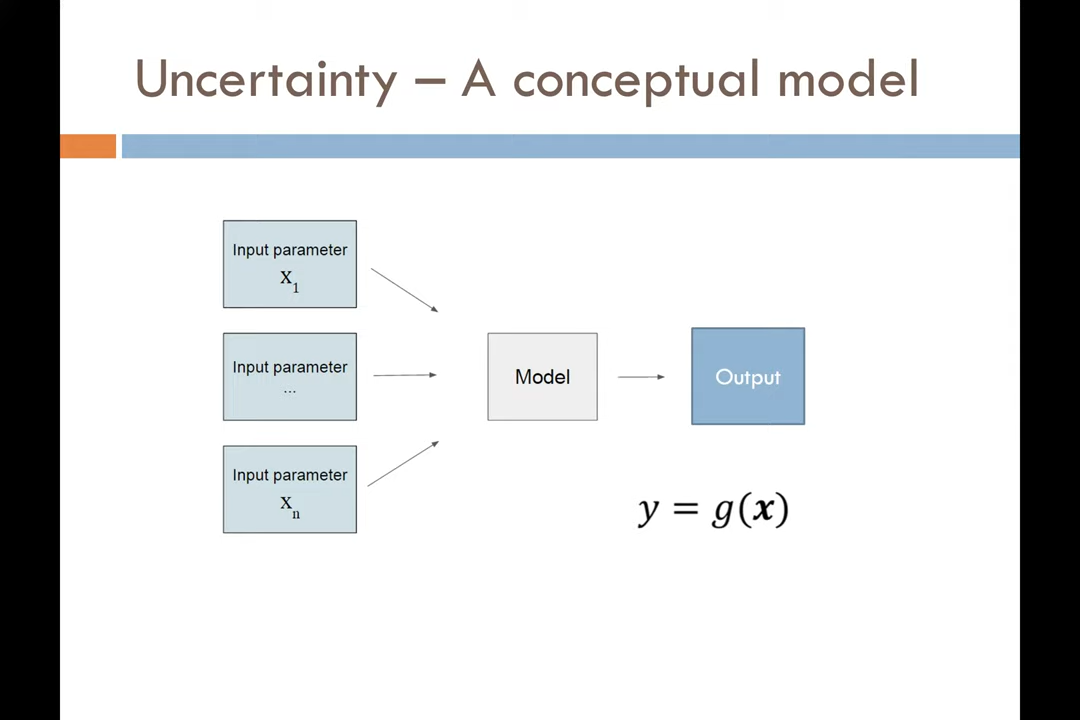 Uncertainty – A conceptual model
Input parameter
X1
Input parameter
...
Input parameter
Xn
Model
Output
y = g(x)